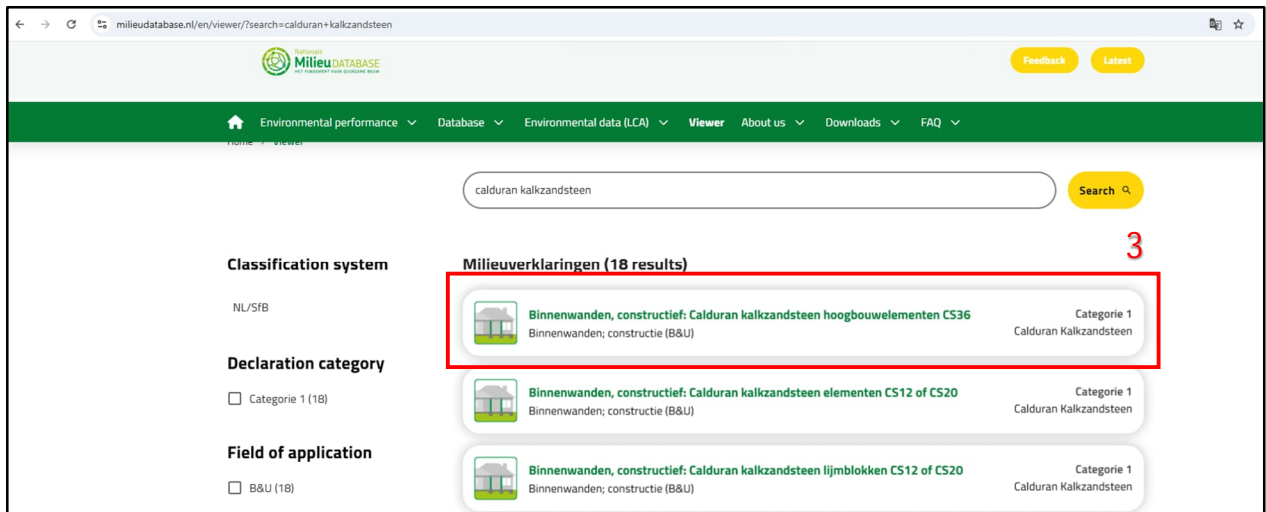 milieudatabase.nl/en/viewer/?search=calduran+kalkzandsteen
Nationale
Milieu DATABASE
HET FUNDAMENT VOOR DUURZAME BOUW
Feedback
Latest
Environmental performance
Database
Environmental data (LCA)
Viewer
About us
Downloads
FAQ
Home > Viewer
calduran kalkzandsteen
Search
3
Classification system
NL/SfB
Declaration category
Categorie 1 (18)
Field of application
B&U (18)
Milieuverklaringen (18 results)
Binnenwanden, constructief: Calduran kalkzandsteen hoogbouwelementen CS36
Binnenwanden; constructie (B&U)
Categorie 1
Calduran Kalkzandsteen
Binnenwanden, constructief: Calduran kalkzandsteen elementen CS12 of CS20
Binnenwanden; constructie (B&U)
Categorie 1
Calduran Kalkzandsteen
Binnenwanden, constructief: Calduran kalkzandsteen lijmblokken CS12 of CS20
Binnenwanden; constructie (B&U)
Categorie 1
Calduran Kalkzandsteen